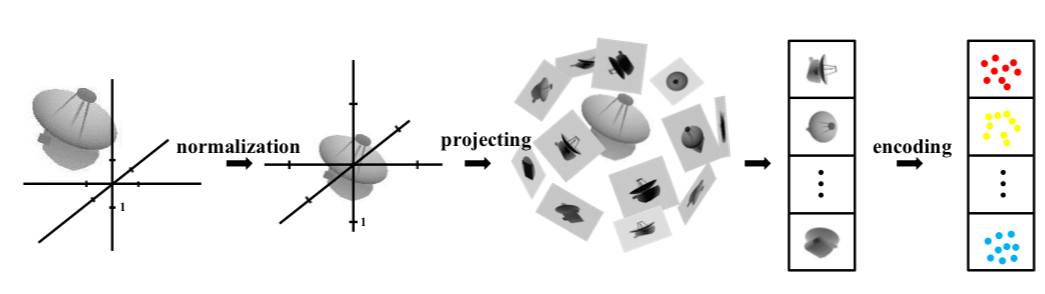 normalization
projecting
encoding
1
1